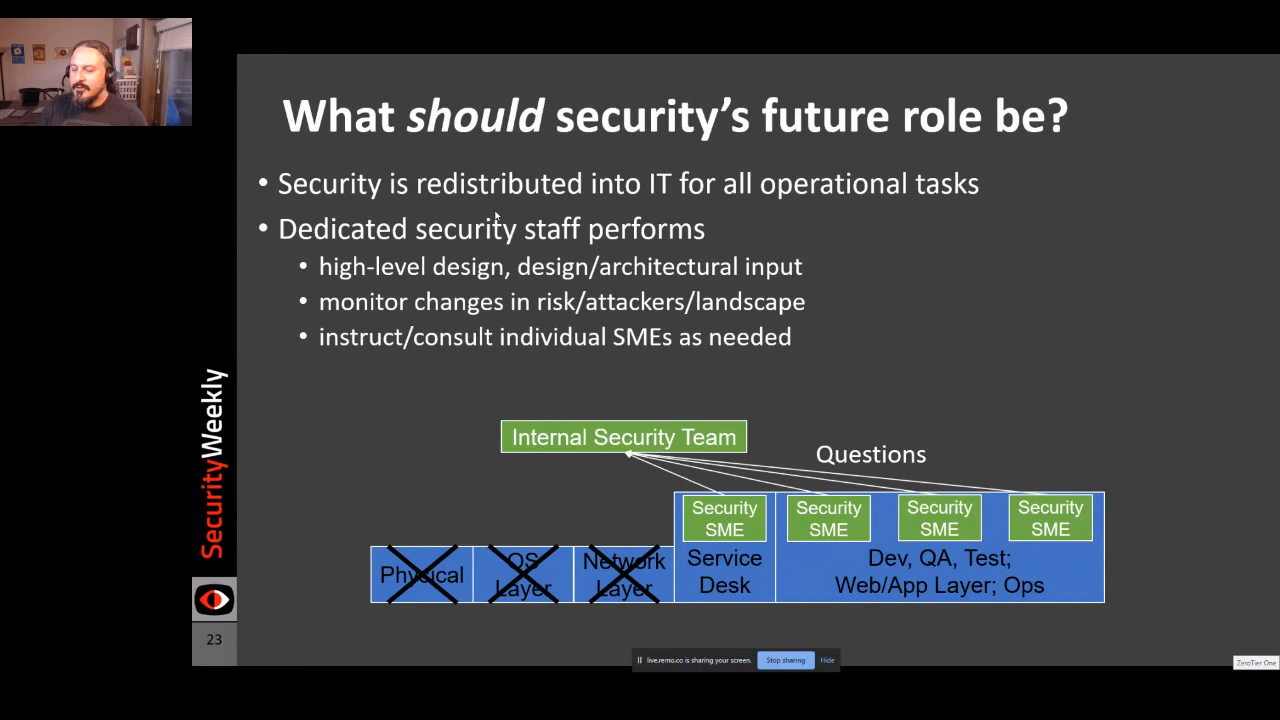 What should security's future role be?
• Security is redistributed into IT for all operational tasks
• Dedicated security staff performs
• high-level design, design/architectural input
• monitor changes in risk/attackers/landscape
• instruct/consult individual SMEs as needed
Internal Security Team
Questions
Security
SME
Security
SME
Security
SME
Security
SME
Physical
OS
Layer
Network
Layer
Service
Desk
Dev, QA, Test;
Web/App Layer; Ops
SecurityWeekly
23
live.remo.co is sharing your screen.
Stop sharing
Hide
ZeroTier One